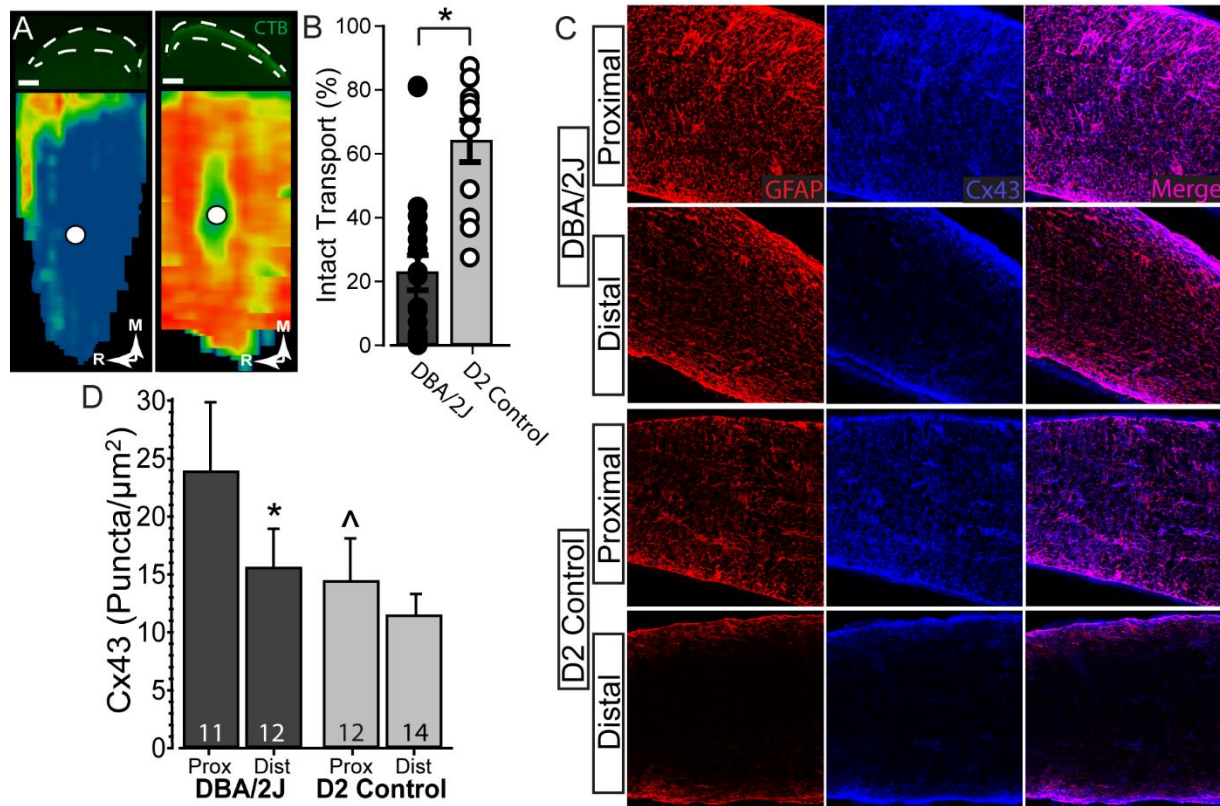 A
CTB
M
R
M
R
B
*
Intact Transport (%)
100
80
60
40
20
0
DBA/2J
D2 Control
C
DBA/2J
Proximal
GFAP
Cx43
Merge
Distal
D2 Control
Proximal
Distal
D
Cx43 (Puncta/μm²)
30
25
20
15
10
5
0
*
^
11 12 12 14
Prox Dist Prox Dist
DBA/2J D2 Control